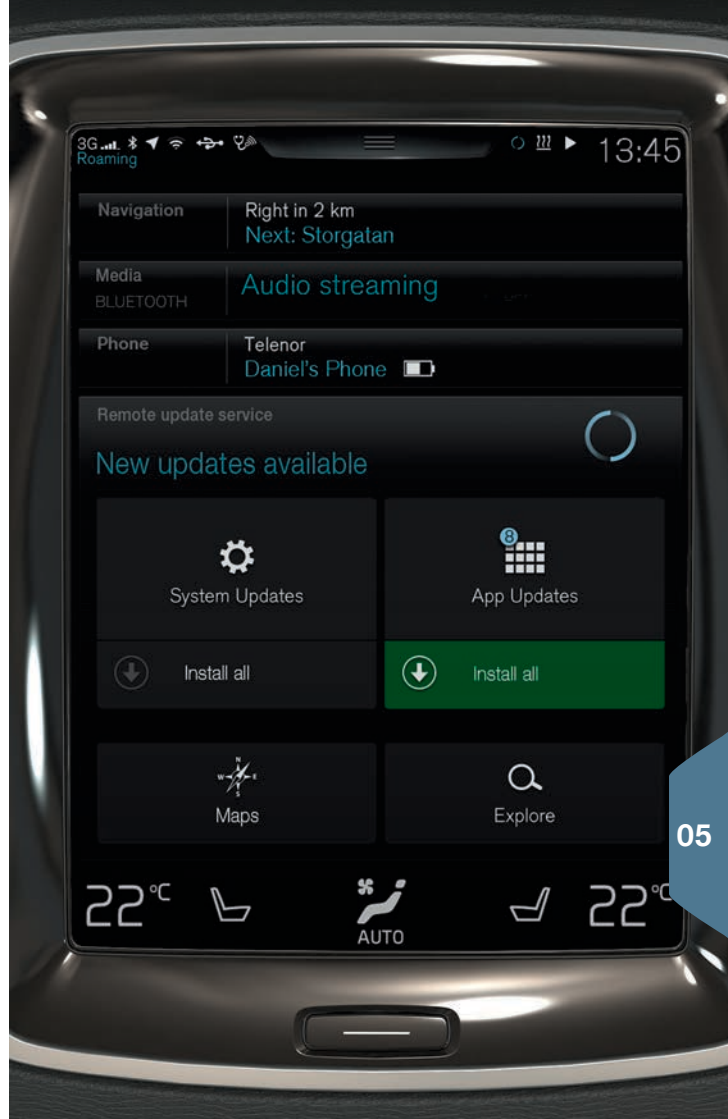 3G
Roaming
13:45
Navigation
Right in 2 km
Next: Storgatan
Media
BLUETOOTH
Audio streaming
Phone
Telenor
Daniel's Phone
Remote update service
New updates available
8
System Updates
App Updates
Install all
Install all
N
W E
S
Maps
Explore
05
22°C
22°C
AUTO